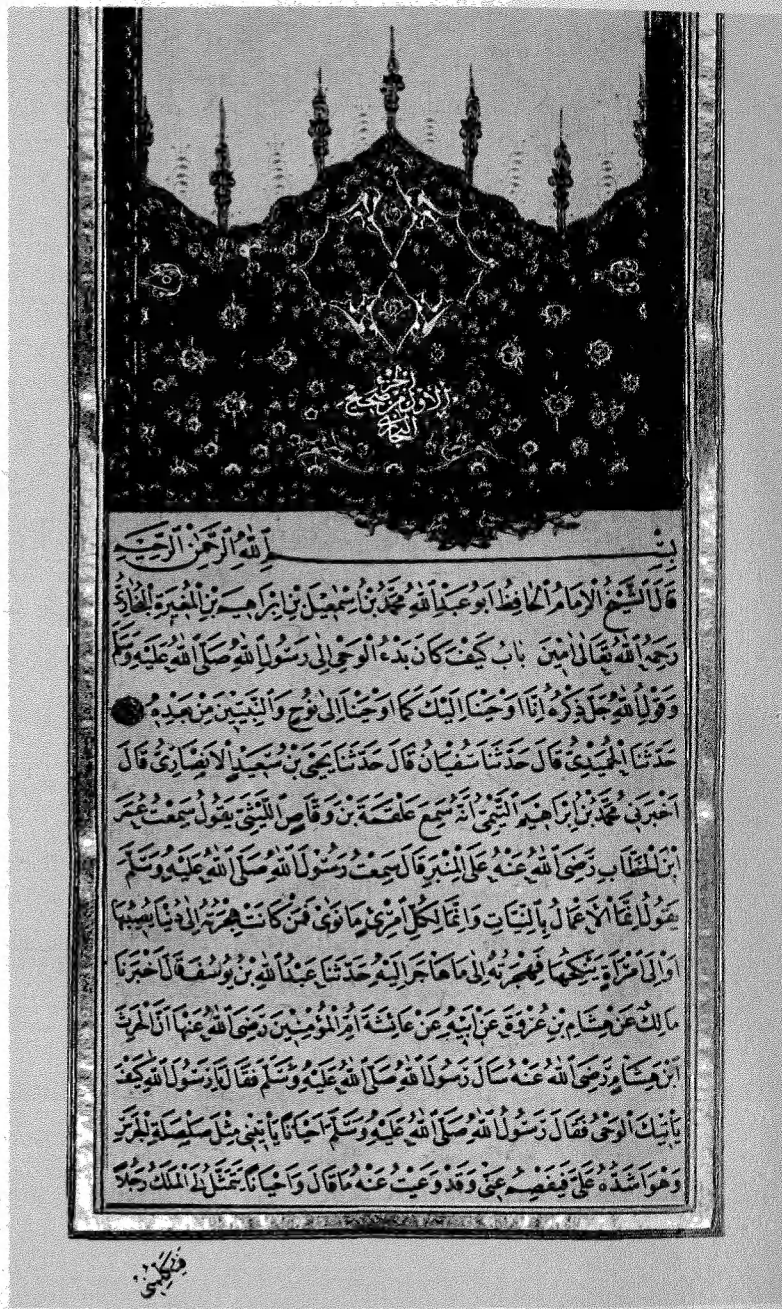 الجزء
الأول من صحيح
البخاري
بسم الله الرحمن الرحيم
قال الشيخ الإمام الحافظ أبو عبد الله محمد بن إسمعيل بن إبراهيم بن المغيرة البخاري
رحمه الله تعالى آمين باب كيف كان بدء الوحي إلى رسول الله صلى الله عليه وسلم
وقول الله جل ذكره إنا أوحينا إليك كما أوحينا إلى نوح والنبيين من بعده
حدثنا الحميدي قال حدثنا سفيان قال حدثنا يحيى بن سعيد الأنصاري قال
أخبرني محمد بن إبراهيم التيمي أنه سمع علقمة بن وقاص الليثي يقول سمعت عمر
ابن الخطاب رضي الله عنه على المنبر قال سمعت رسول الله صلى الله عليه وسلم
يقول إنما الأعمال بالنيات وإنما لكل امرئ ما نوى فمن كانت هجرته إلى دنيا يصيبها
أو إلى امرأة ينكحها فهجرته إلى ما هاجر إليه حدثنا عبد الله بن يوسف قال أخبرنا
مالك عن هشام بن عروة عن أبيه عن عائشة أم المؤمنين رضي الله عنها أن الحرث
ابن هشام رضي الله عنه سأل رسول الله صلى الله عليه وسلم فقال يا رسول الله كيف
يأتيك الوحي فقال رسول الله صلى الله عليه وسلم أحيانا يأتيني مثل صلصلة الجرس
وهو أشده علي فيفصم عني وقد وعيت عنه ما قال وأحيانا يتمثل لي الملك رجلا
فيكلمني